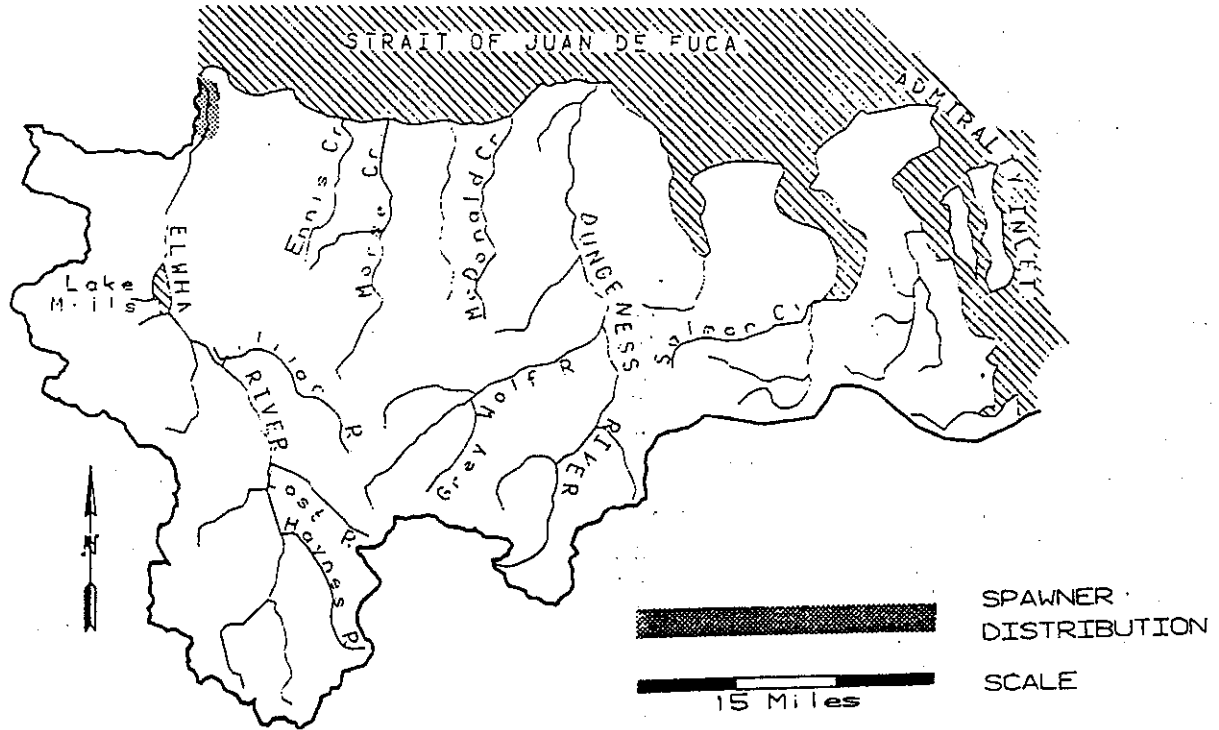 STRAIT OF JUAN DE FUCA
ADMIRAL Y INLET
Ennis Cr
Morse Cr
McDonald Cr
ELWHA
RIVER
DUNGENESS
RIVER
Lake
Mills
Grey Wolf R
Salmon Cr
Lost R.
Haynes R
N
SPAWNER
DISTRIBUTION
SCALE
15 Miles